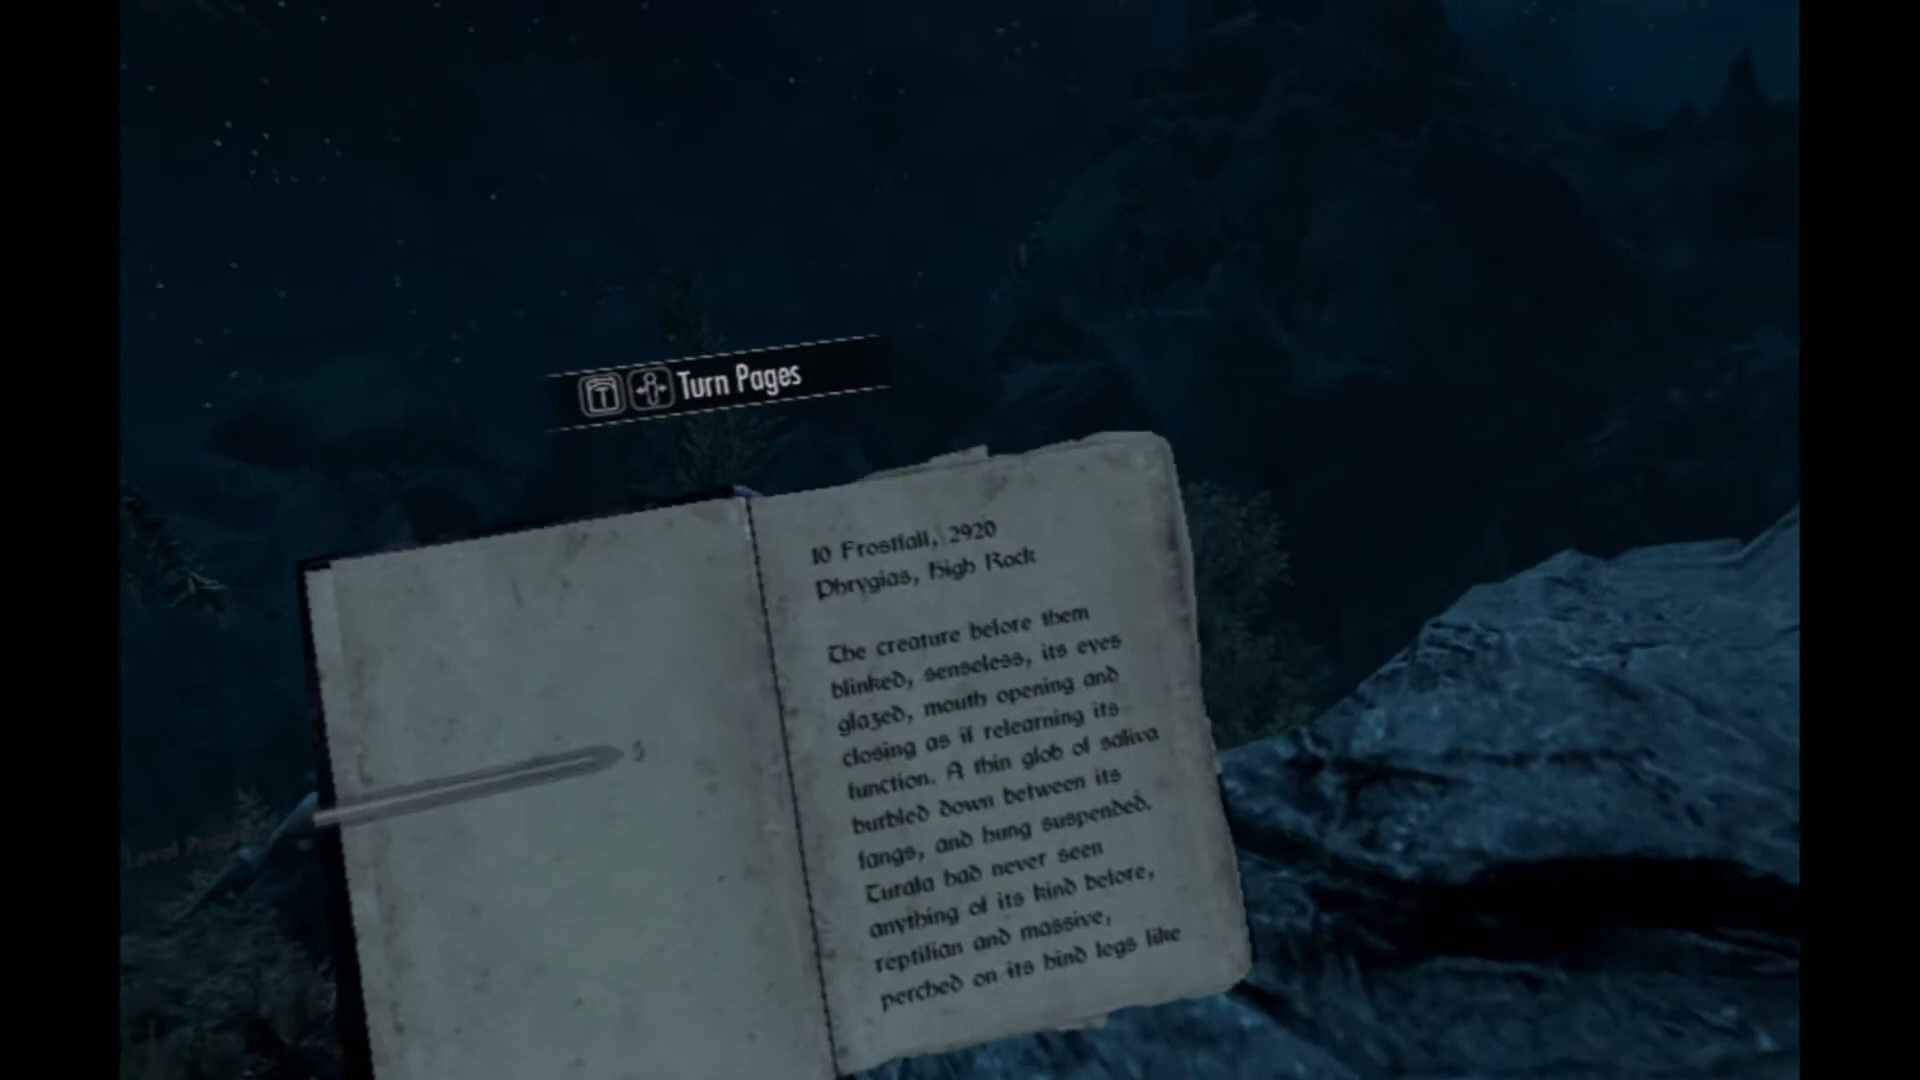 Turn Pages
10 Frostfall, 2920
Phrygias, High Rock
The creature before them
blinked, senseless, its eyes
glazed, mouth opening and
closing as if relearning its
function. A thin glob of saliva
burbled down between its
fangs, and hung suspended.
Turala had never seen
anything of its kind before,
reptilian and massive,
perched on its hind legs like